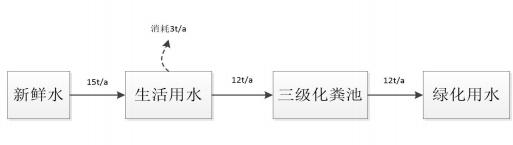 消耗3t/a
15t/a
12t/a
12t/a
新鲜水
生活用水
三级化粪池
绿化用水